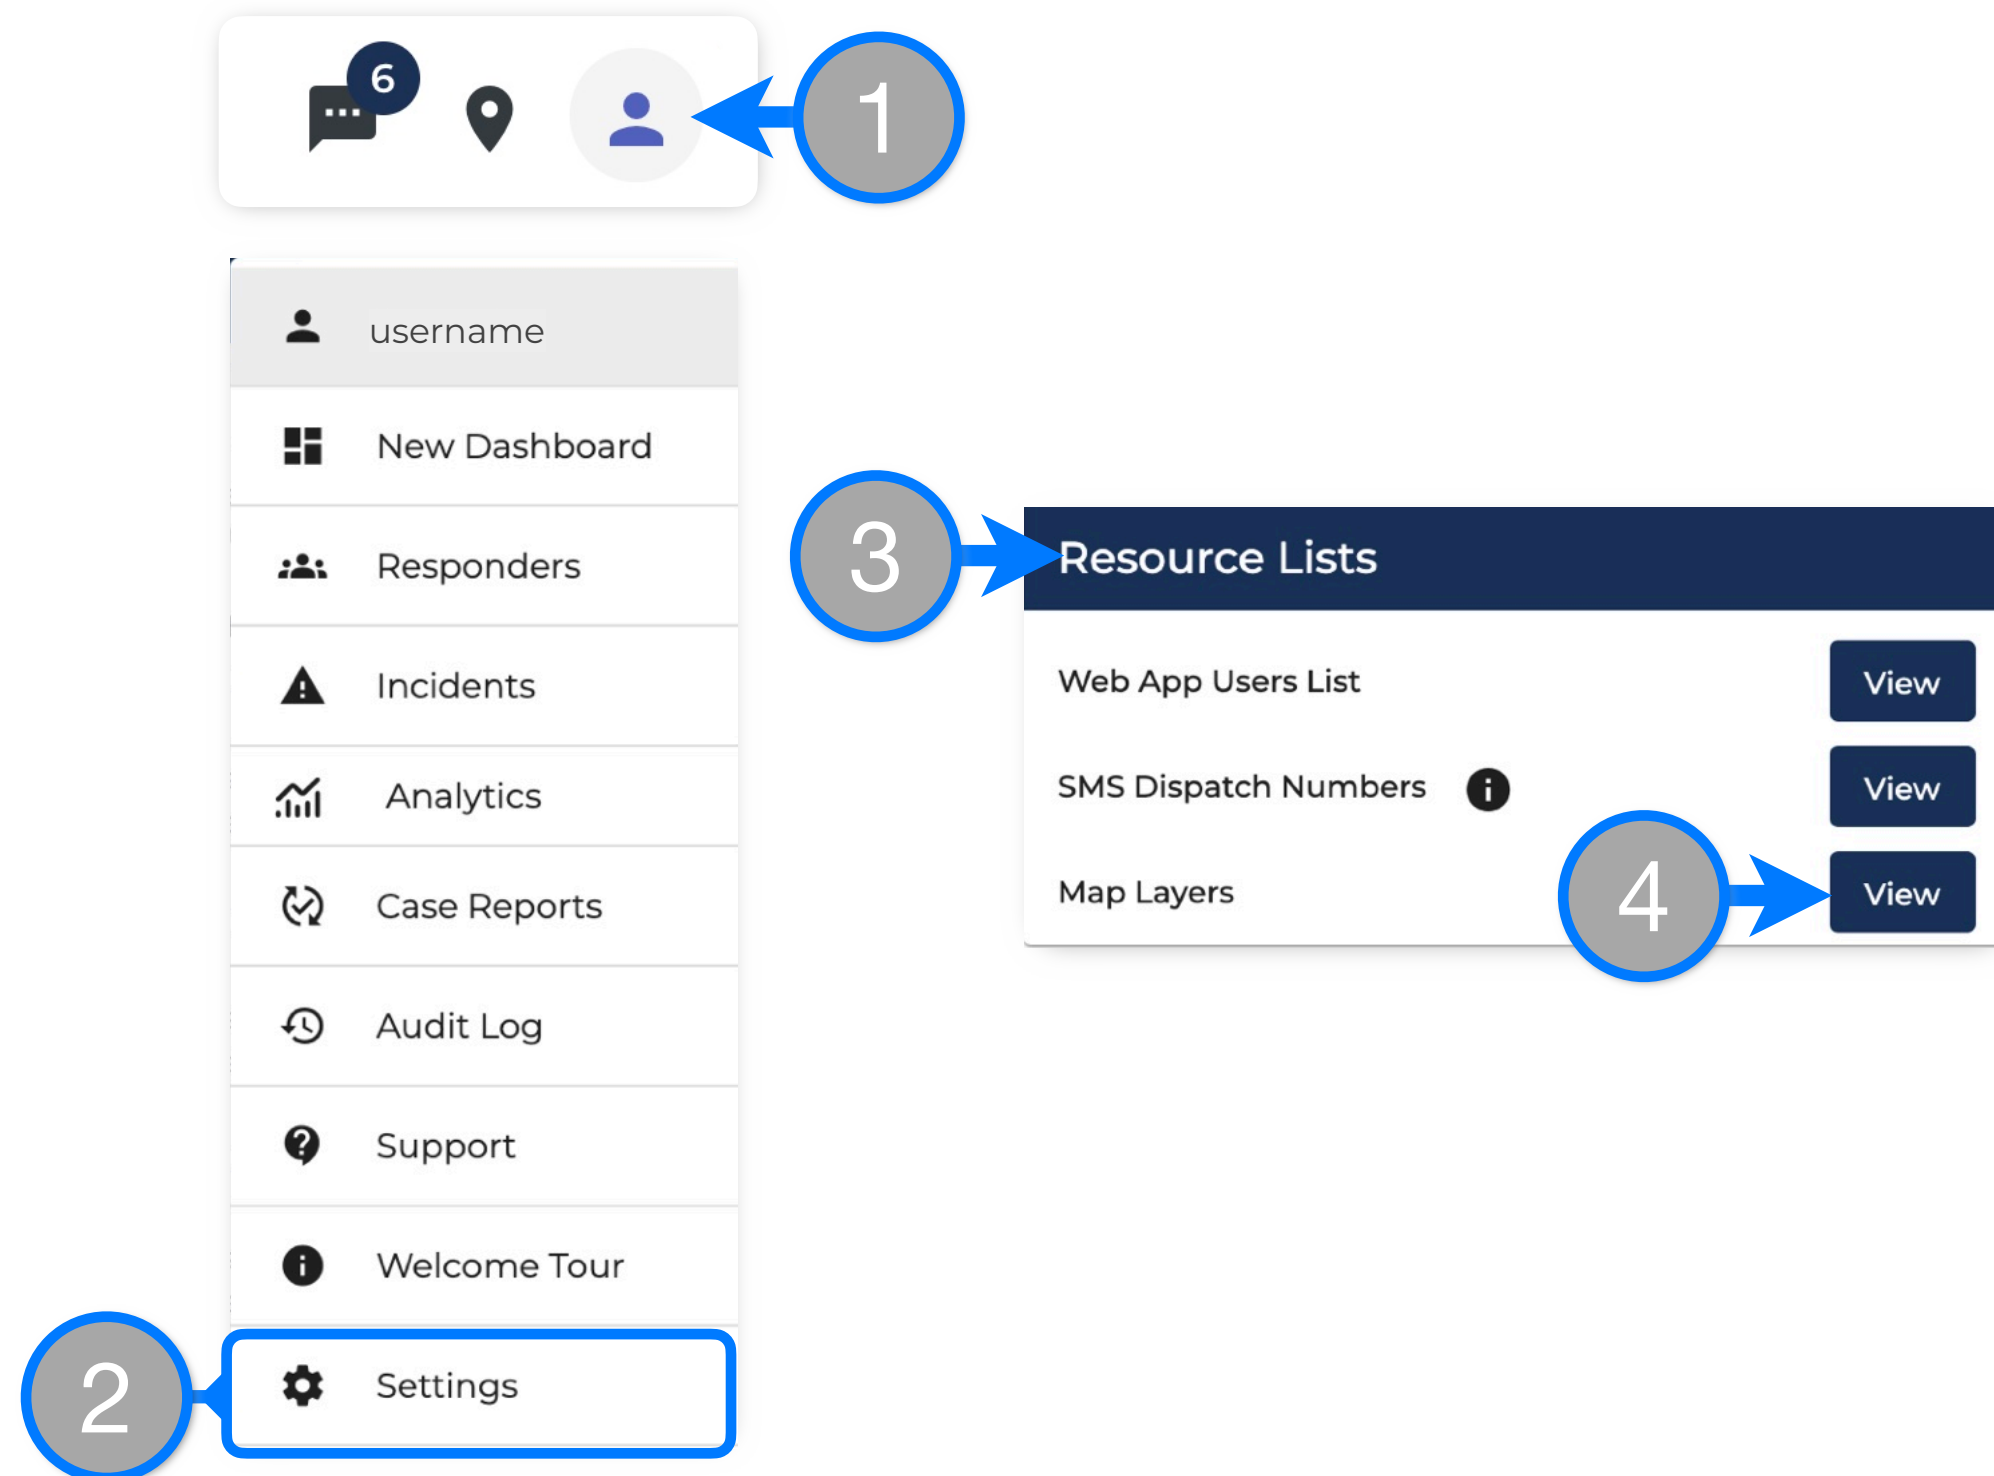 6
1
username
New Dashboard
Responders
Incidents
Analytics
Case Reports
Audit Log
Support
Welcome Tour
2
Settings
3
Resource Lists
Web App Users List
View
SMS Dispatch Numbers
View
Map Layers
4
View